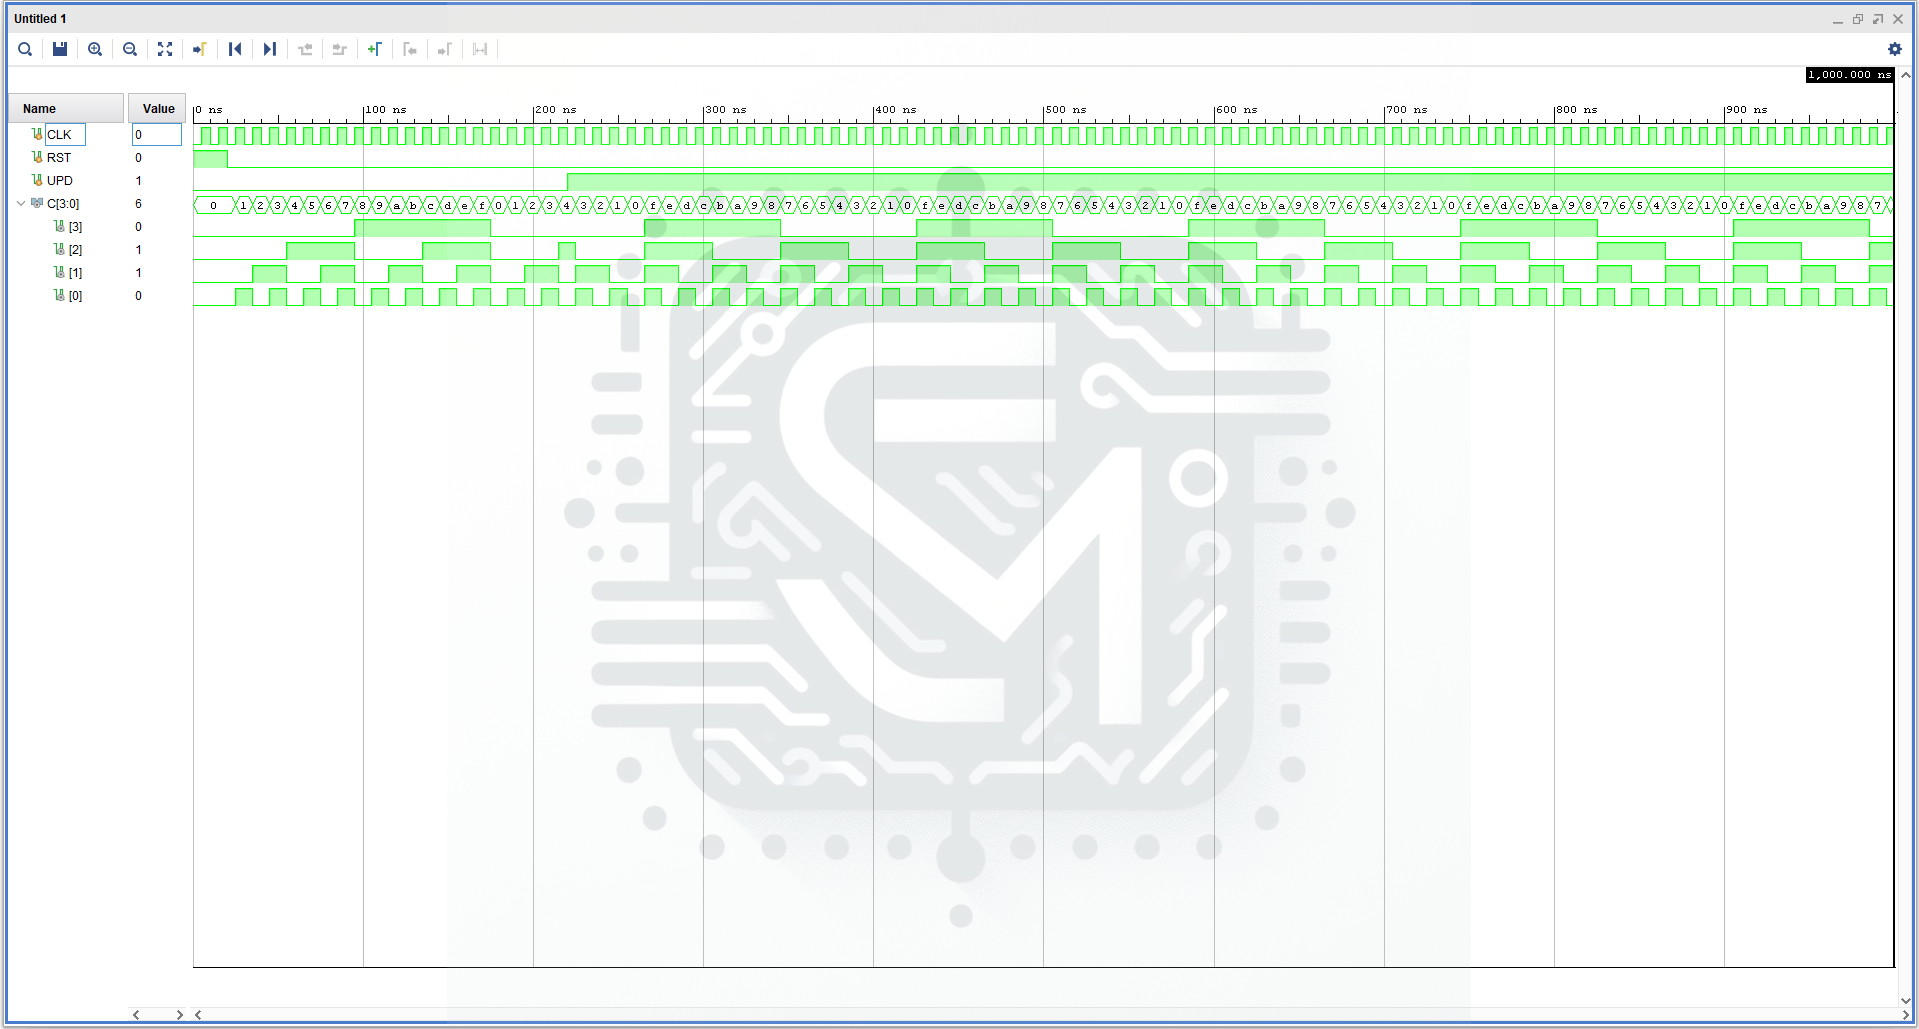 Untitled 1
1,000.000 ns
Name Value 0 ns 100 ns 200 ns 300 ns 400 ns 500 ns 600 ns 700 ns 800 ns 900 ns
CLK 0
RST 0
UPD 1
C[3:0] 6 0 1 2 3 4 5 6 7 8 9 a b c d e f 0 1 2 3 4 3 2 1 0 f e d c b a 9 8 7 6 5 4 3 2 1 0 f e d c b a 9 8 7 6 5 4 3 2 1 0 f e d c b a 9 8 7 6 5 4 3 2 1 0 f e d c b a 9 8 7 6 5 4 3 2 1 0 f e d c b a 9 8 7
[3] 0
[2] 1
[1] 1
[0] 0